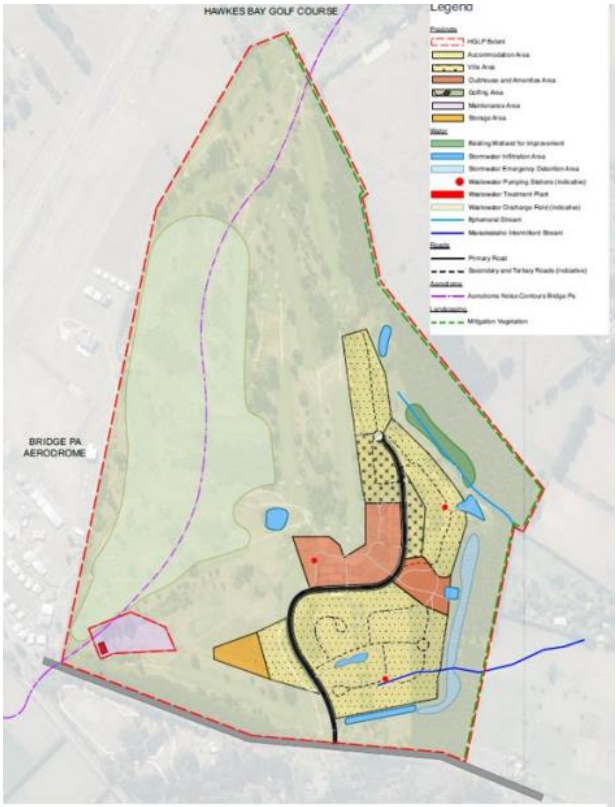 HAWKES BAY GOLF COURSE
Legend
Precincts
HGLP Extent
Accommodation Area
Villa Area
Clubhouse and Amenities Area
Golfing Area
Maintenance Area
Storage Area
Water
Existing Wetland for Improvement
Stormwater Infiltration Area
Stormwater Emergency Detention Area
Wastewater Pumping Stations (indicative)
Wastewater Treatment Plant
Wastewater Discharge Field (indicative)
Ephemeral Stream
Intermittent Stream
Roads
Primary Road
Secondary and Tertiary Roads (indicative)
Aerodrome
Aerodrome Noise Contours Bridge Pa
Landscaping
Mitigation Vegetation
BRIDGE PA
AERODROME